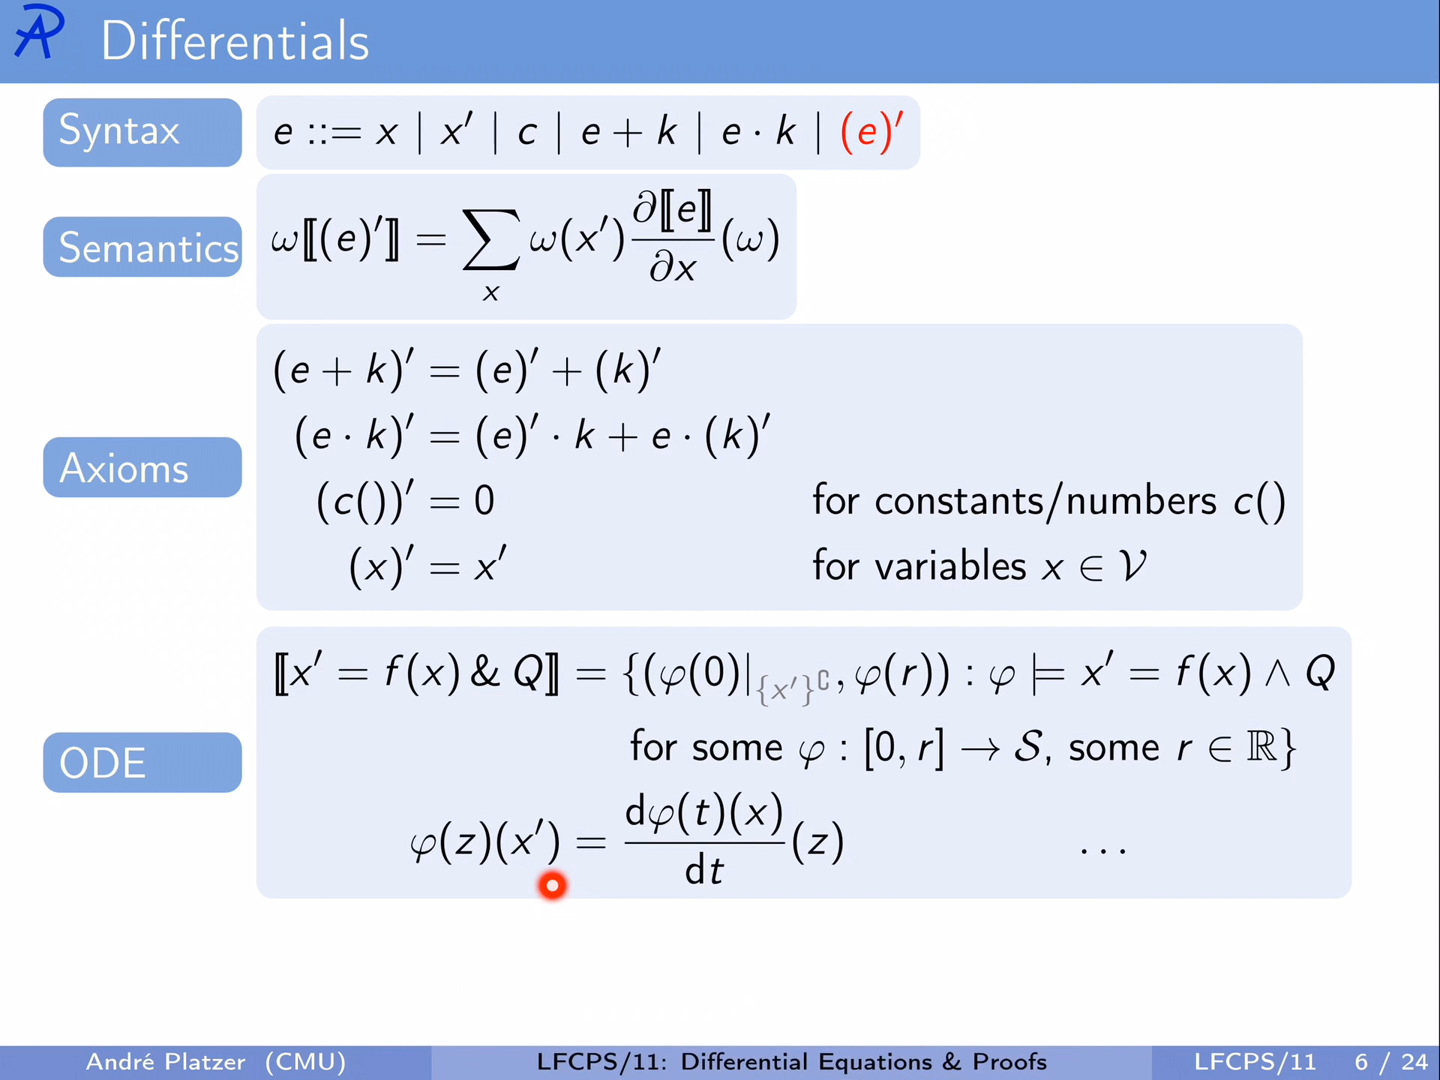 Differentials
Syntax
e ::= x | x′ | c | e + k | e · k | (e)′
Semantics
ω⟦(e)′⟧ = ∑ₓ ω(x′) ∂⟦e⟧/∂x (ω)
Axioms
(e + k)′ = (e)′ + (k)′
(e · k)′ = (e)′ · k + e · (k)′
(c())′ = 0 for constants/numbers c()
(x)′ = x′ for variables x ∈ 𝒱
ODE
⟦x′ = f(x) & Q⟧ = {(φ(0)|_{x′}∁, φ(r)) : φ ⊨ x′ = f(x) ∧ Q
for some φ : [0, r] → 𝒮, some r ∈ ℝ}
φ(z)(x′) = dφ(t)(x)/dt (z) ...
André Platzer (CMU) LFCPS/11: Differential Equations & Proofs LFCPS/11 6 / 24